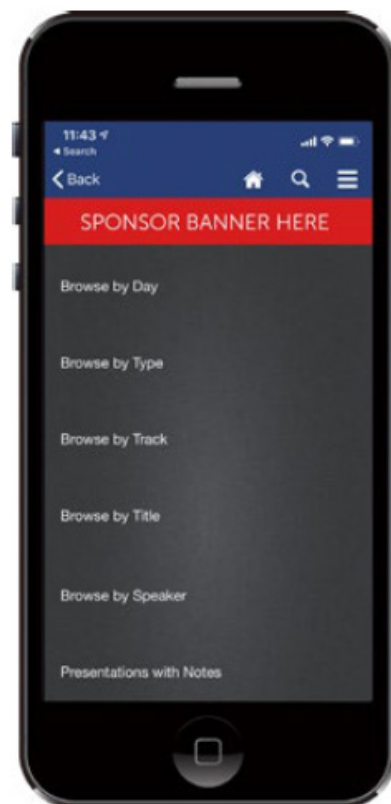 11:43
Search
Back
SPONSOR BANNER HERE
Browse by Day
Browse by Type
Browse by Track
Browse by Title
Browse by Speaker
Presentations with Notes